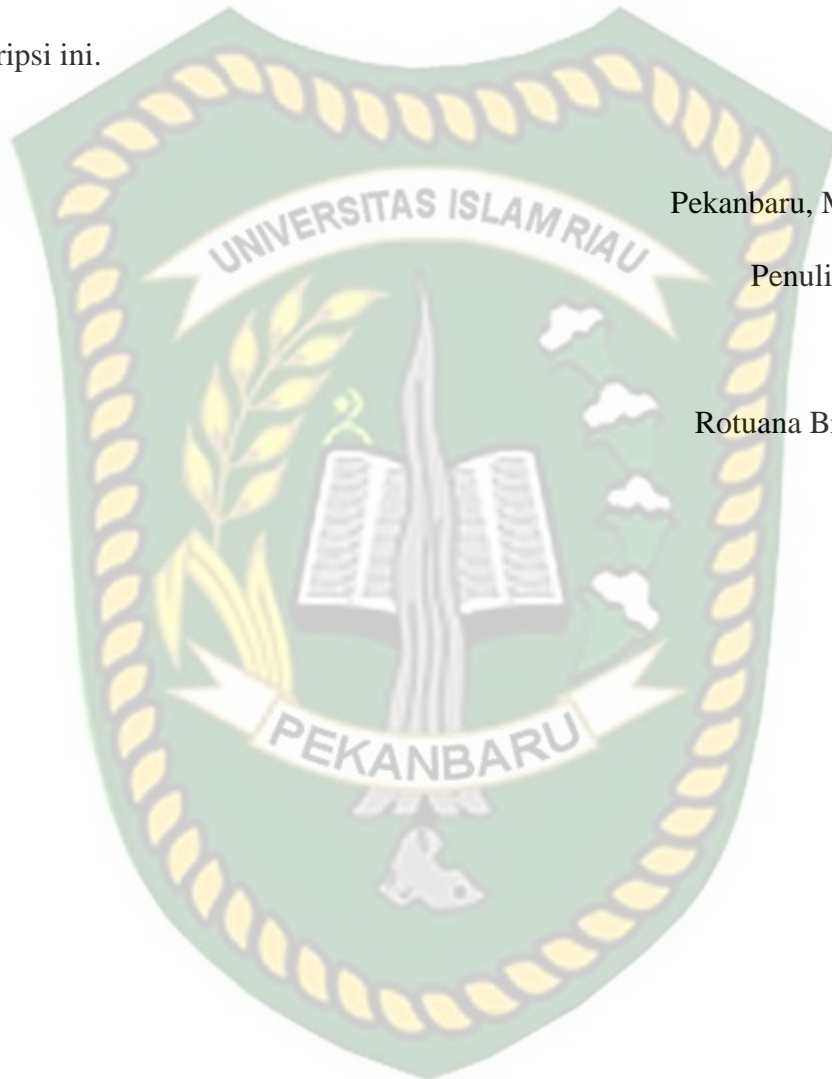 ripsi ini.
UNIVERSITAS ISLAM RIAU
Pekanbaru, M
Penuli
Rotuana B
PEKANBARU